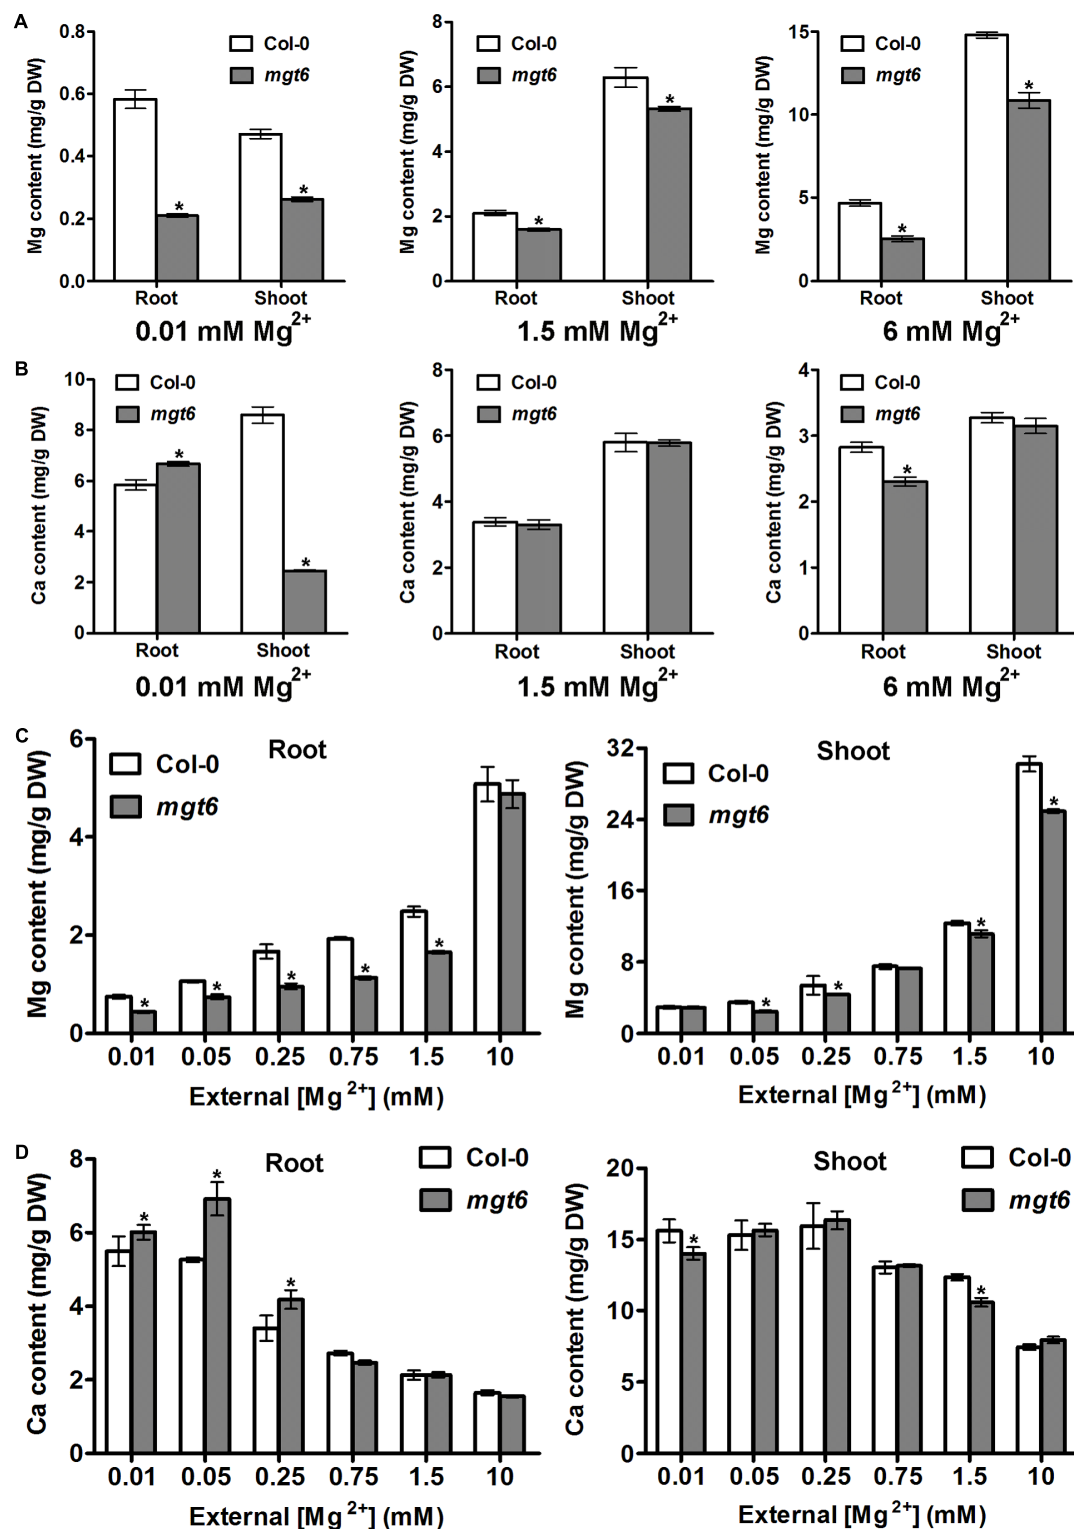 A
Mg content (mg/g DW)
0.8
0.6
0.4
0.2
0.0
Col-0
mgt6
*
*
Root
Shoot
0.01 mM Mg2+
Mg content (mg/g DW)
8
6
4
2
0
Col-0
mgt6
*
*
Root
Shoot
1.5 mM Mg2+
Mg content (mg/g DW)
15
10
5
0
Col-0
mgt6
*
*
Root
Shoot
6 mM Mg2+
B
Ca content (mg/g DW)
10
8
6
4
2
0
Col-0
mgt6
*
*
Root
Shoot
0.01 mM Mg2+
Ca content (mg/g DW)
8
6
4
2
0
Col-0
mgt6
Root
Shoot
1.5 mM Mg2+
Ca content (mg/g DW)
4
3
2
1
0
Col-0
mgt6
*
Root
Shoot
6 mM Mg2+
C
Mg content (mg/g DW)
6
4
2
0
Root
Col-0
mgt6
* * * * *
0.01 0.05 0.25 0.75 1.5 10
External [Mg2+] (mM)
Mg content (mg/g DW)
32
24
16
8
0
Shoot
Col-0
mgt6
* * * *
0.01 0.05 0.25 0.75 1.5 10
External [Mg2+] (mM)
D
Ca content (mg/g DW)
8
6
4
2
0
Root
Col-0
mgt6
* * *
0.01 0.05 0.25 0.75 1.5 10
External [Mg2+] (mM)
Ca content (mg/g DW)
20
15
10
5
0
Shoot
Col-0
mgt6
* *
0.01 0.05 0.25 0.75 1.5 10
External [Mg2+] (mM)